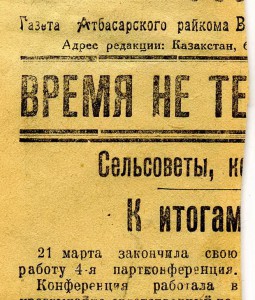 Газета Атбасарского райкома В
Адрес редакции: Казахстан,
ВРЕМЯ НЕ ТЕ
Сельсоветы, к
К итогам
21 марта закончила свою
работу 4-я партконференция.
Конференция работала в